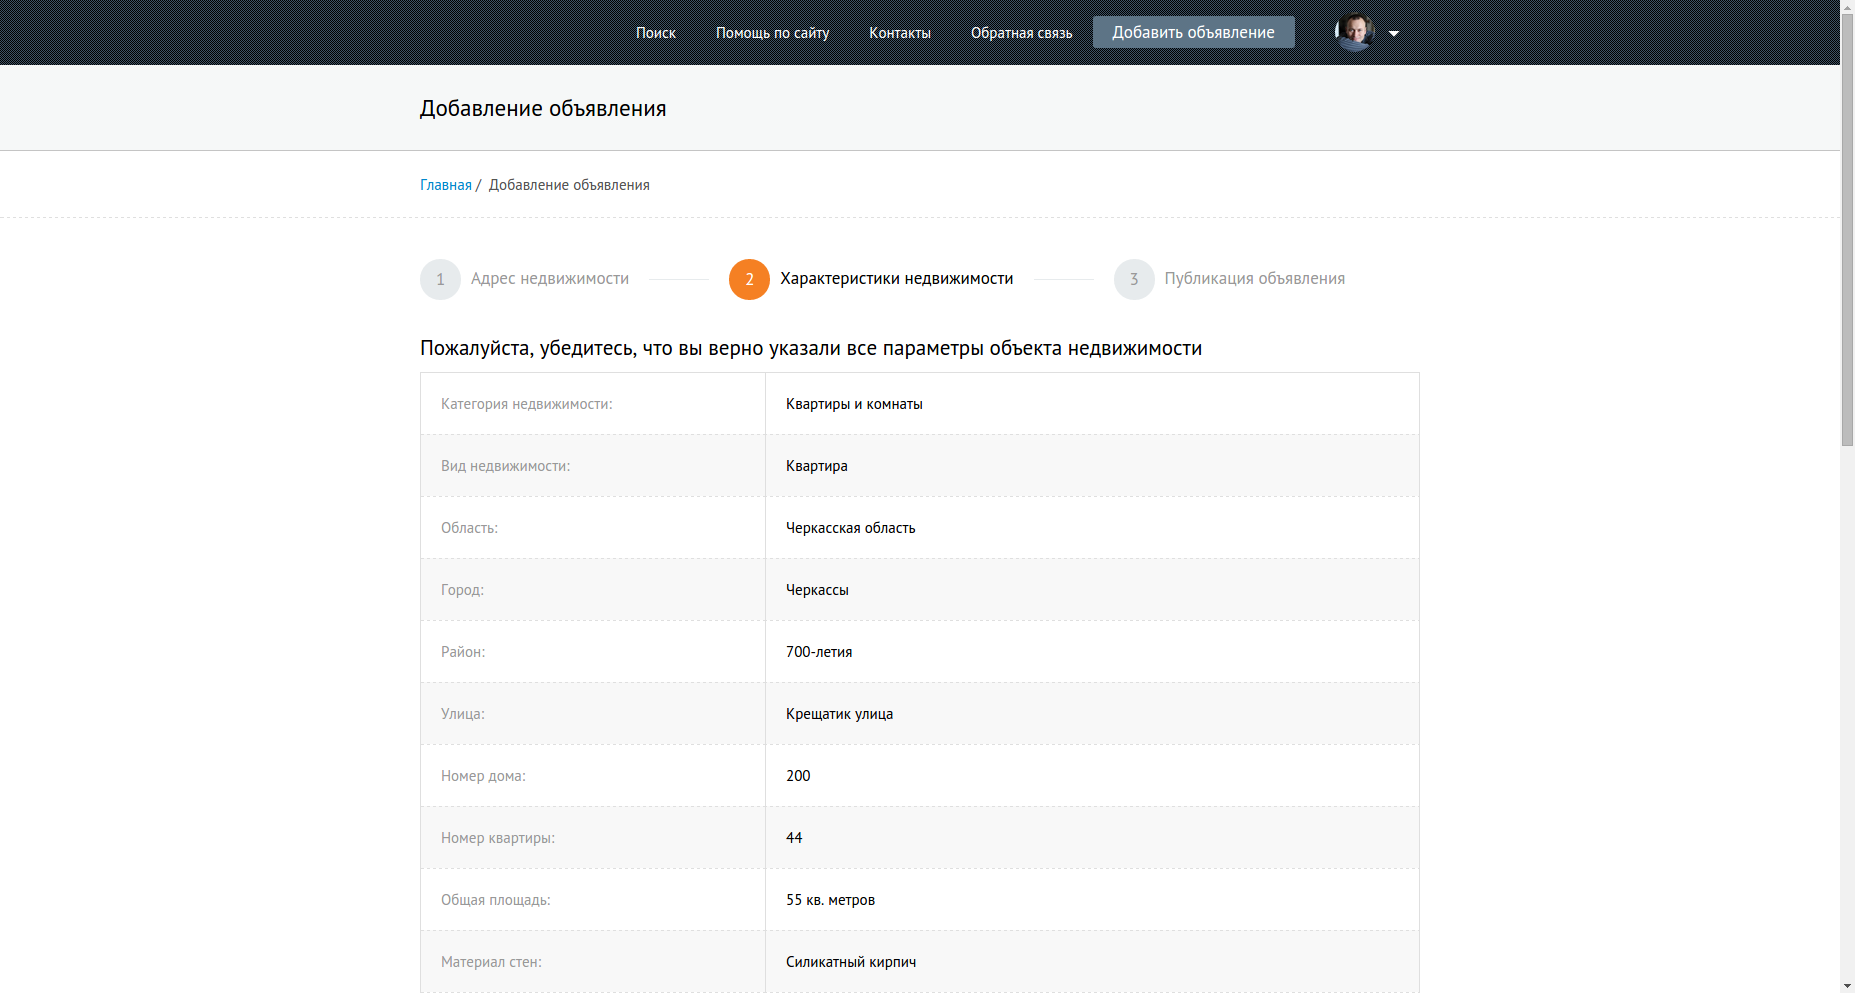 Поиск Помощь по сайту Контакты Обратная связь Добавить объявление
Добавление объявления
Главная / Добавление объявления
1 Адрес недвижимости 2 Характеристики недвижимости 3 Публикация объявления
Пожалуйста, убедитесь, что вы верно указали все параметры объекта недвижимости
Категория недвижимости: Квартиры и комнаты
Вид недвижимости: Квартира
Область: Черкасская область
Город: Черкассы
Район: 700-летия
Улица: Крещатик улица
Номер дома: 200
Номер квартиры: 44
Общая площадь: 55 кв. метров
Материал стен: Силикатный кирпич